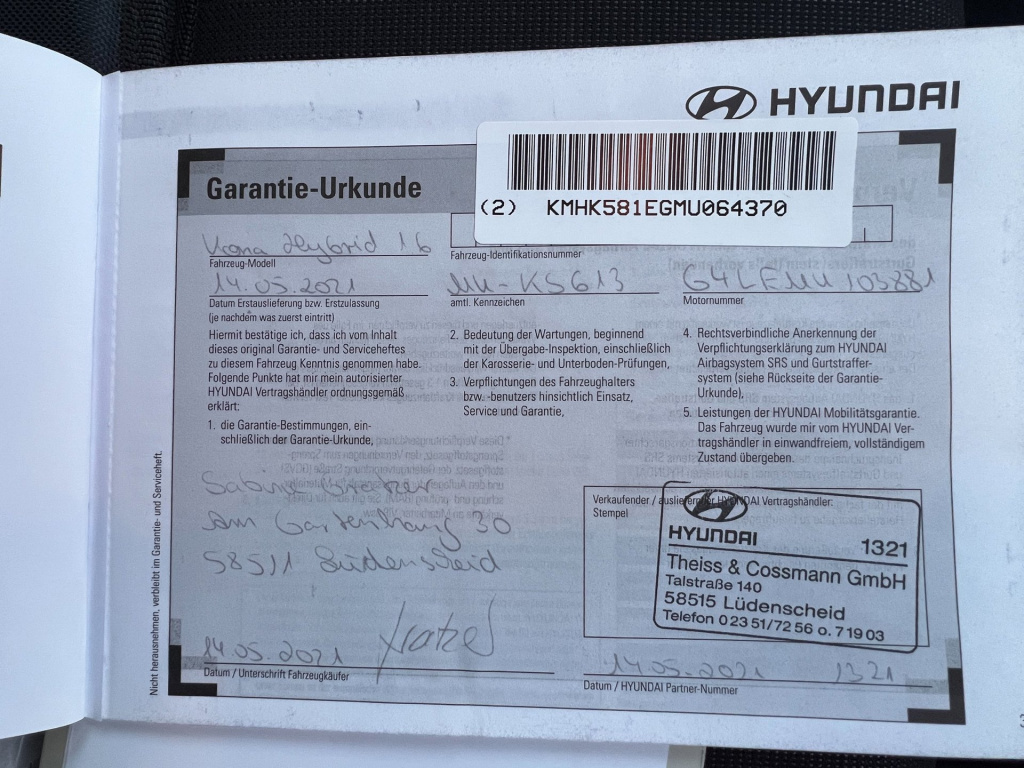 HYUNDAI
(2) KMHK581EGMU064370
Garantie-Urkunde
Kona Hybrid 16
Fahrzeug-Modell
Fahrzeug-Identifikationsnummer
14.05.2021
MK-KS613
G4LEMU103881
Datum Erstauslieferung bzw. Erstzulassung
(je nachdem was zuerst eintritt)
amtl. Kennzeichen
Motornummer
Hiermit bestätige ich, dass ich vom Inhalt
dieses original Garantie- und Serviceheftes
zu diesem Fahrzeug Kenntnis genommen habe.
Folgende Punkte hat mir mein autorisierter
HYUNDAI Vertragshändler ordnungsgemäß
erklärt:
1. die Garantie-Bestimmungen, ein-
schließlich der Garantie-Urkunde,
2. Bedeutung der Wartungen, beginnend
mit der Übergabe-Inspektion, einschließlich
der Karosserie- und Unterboden-Prüfungen,
3. Verpflichtungen des Fahrzeughalters
bzw. -benutzers hinsichtlich Einsatz,
Service und Garantie,
4. Rechtsverbindliche Anerkennung der
Verpflichtungserklärung zum HYUNDAI
Airbagsystem SRS und Gurtstraffer-
system (siehe Rückseite der Garantie-
Urkunde).
5. Leistungen der HYUNDAI Mobilitätsgarantie.
Das Fahrzeug wurde mir vom HYUNDAI Ver-
tragshändler in einwandfreiem, vollständigem
Zustand übergeben.
Am Gartenhang 30
58511 Lüdenscheid
14.05.2021
Datum / Unterschrift Fahrzeugkäufer
Verkaufender / ausliefernder HYUNDAI Vertragshändler:
Stempel
HYUNDAI 1321
Theiss & Cossmann GmbH
Talstraße 140
58515 Lüdenscheid
Telefon 0 23 51/72 56 o. 7 19 03
14.05.2021 1321
Datum / HYUNDAI Partner-Nummer
Nicht herausnehmen, verbleibt im Garantie- und Serviceheft.